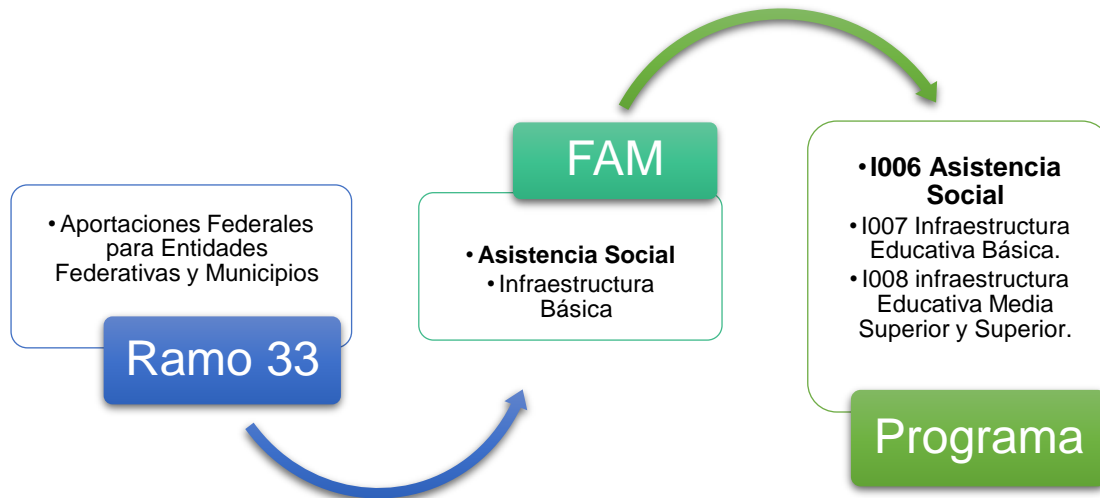 • Aportaciones Federales
para Entidades
Federativas y Municipios
Ramo 33
FAM
• Asistencia Social
• Infraestructura
Básica
• I006 Asistencia
Social
• I007 Infraestructura
Educativa Básica.
• I008 infraestructura
Educativa Media
Superior y Superior.
Programa